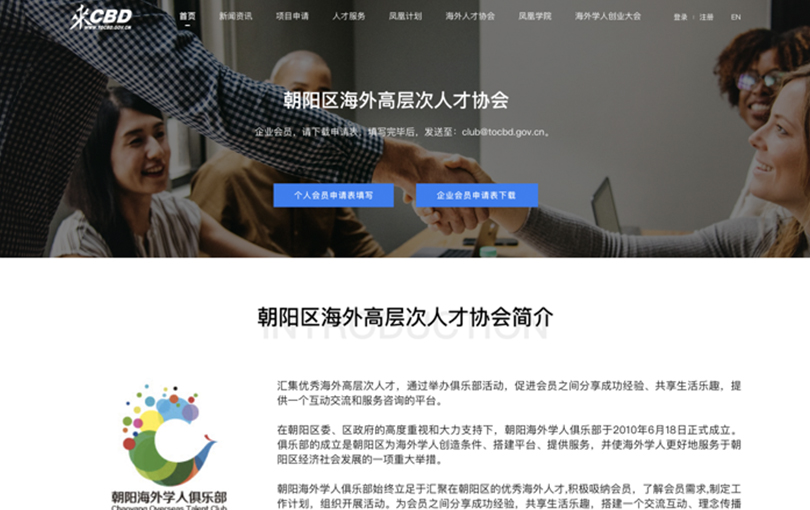 CBD
WWW.TOCBD.GOV.CN
首页 新闻资讯 项目申请 人才服务 凤凰计划 海外人才协会 凤凰学院 海外学人创业大会 登录 | 注册 EN
朝阳区海外高层次人才协会
企业会员，请下载申请表，填写完毕后，发送至：club@tocbd.gov.cn。
个人会员申请表填写 企业会员申请表下载
INTRODUCTION
朝阳区海外高层次人才协会简介
汇集优秀海外高层次人才，通过举办俱乐部活动，促进会员之间分享成功经验、共享生活乐趣，提
供一个互动交流和服务咨询的平台。
在朝阳区委、区政府的高度重视和大力支持下，朝阳海外学人俱乐部于2010年6月18日正式成立。
俱乐部的成立是朝阳区为海外学人创造条件、搭建平台、提供服务，并使海外学人更好地服务于朝
阳区经济社会发展的一项重大举措。
朝阳海外学人俱乐部始终立足于汇聚在朝阳区的优秀海外人才,积极吸纳会员，了解会员需求,制定工
作计划，组织开展活动。为会员之间分享成功经验，共享生活乐趣，搭建一个交流互动、理念传播
朝阳海外学人俱乐部
Chaoyang Overseas Talent Club